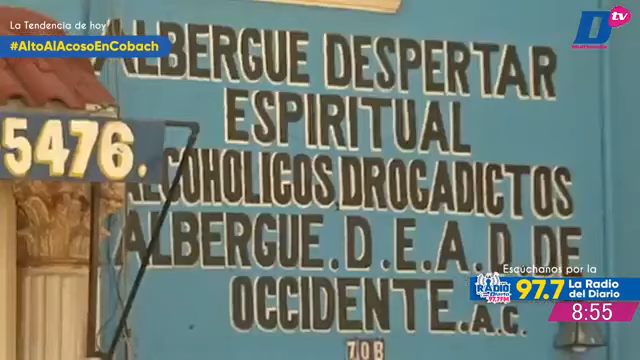 La Tendencia de hoy
#AltoAlAcosoEnCobach
D tv
ALBERGUE DESPERTAR
ESPIRITUAL
5476.
ALCOHOLICOS, DROGADICTOS
ALBERGUE.D.E.A.D. DE
OCCIDENTE.A.C.
70B
Escúchanos por la
97.7 La Radio
del Diario
8:55